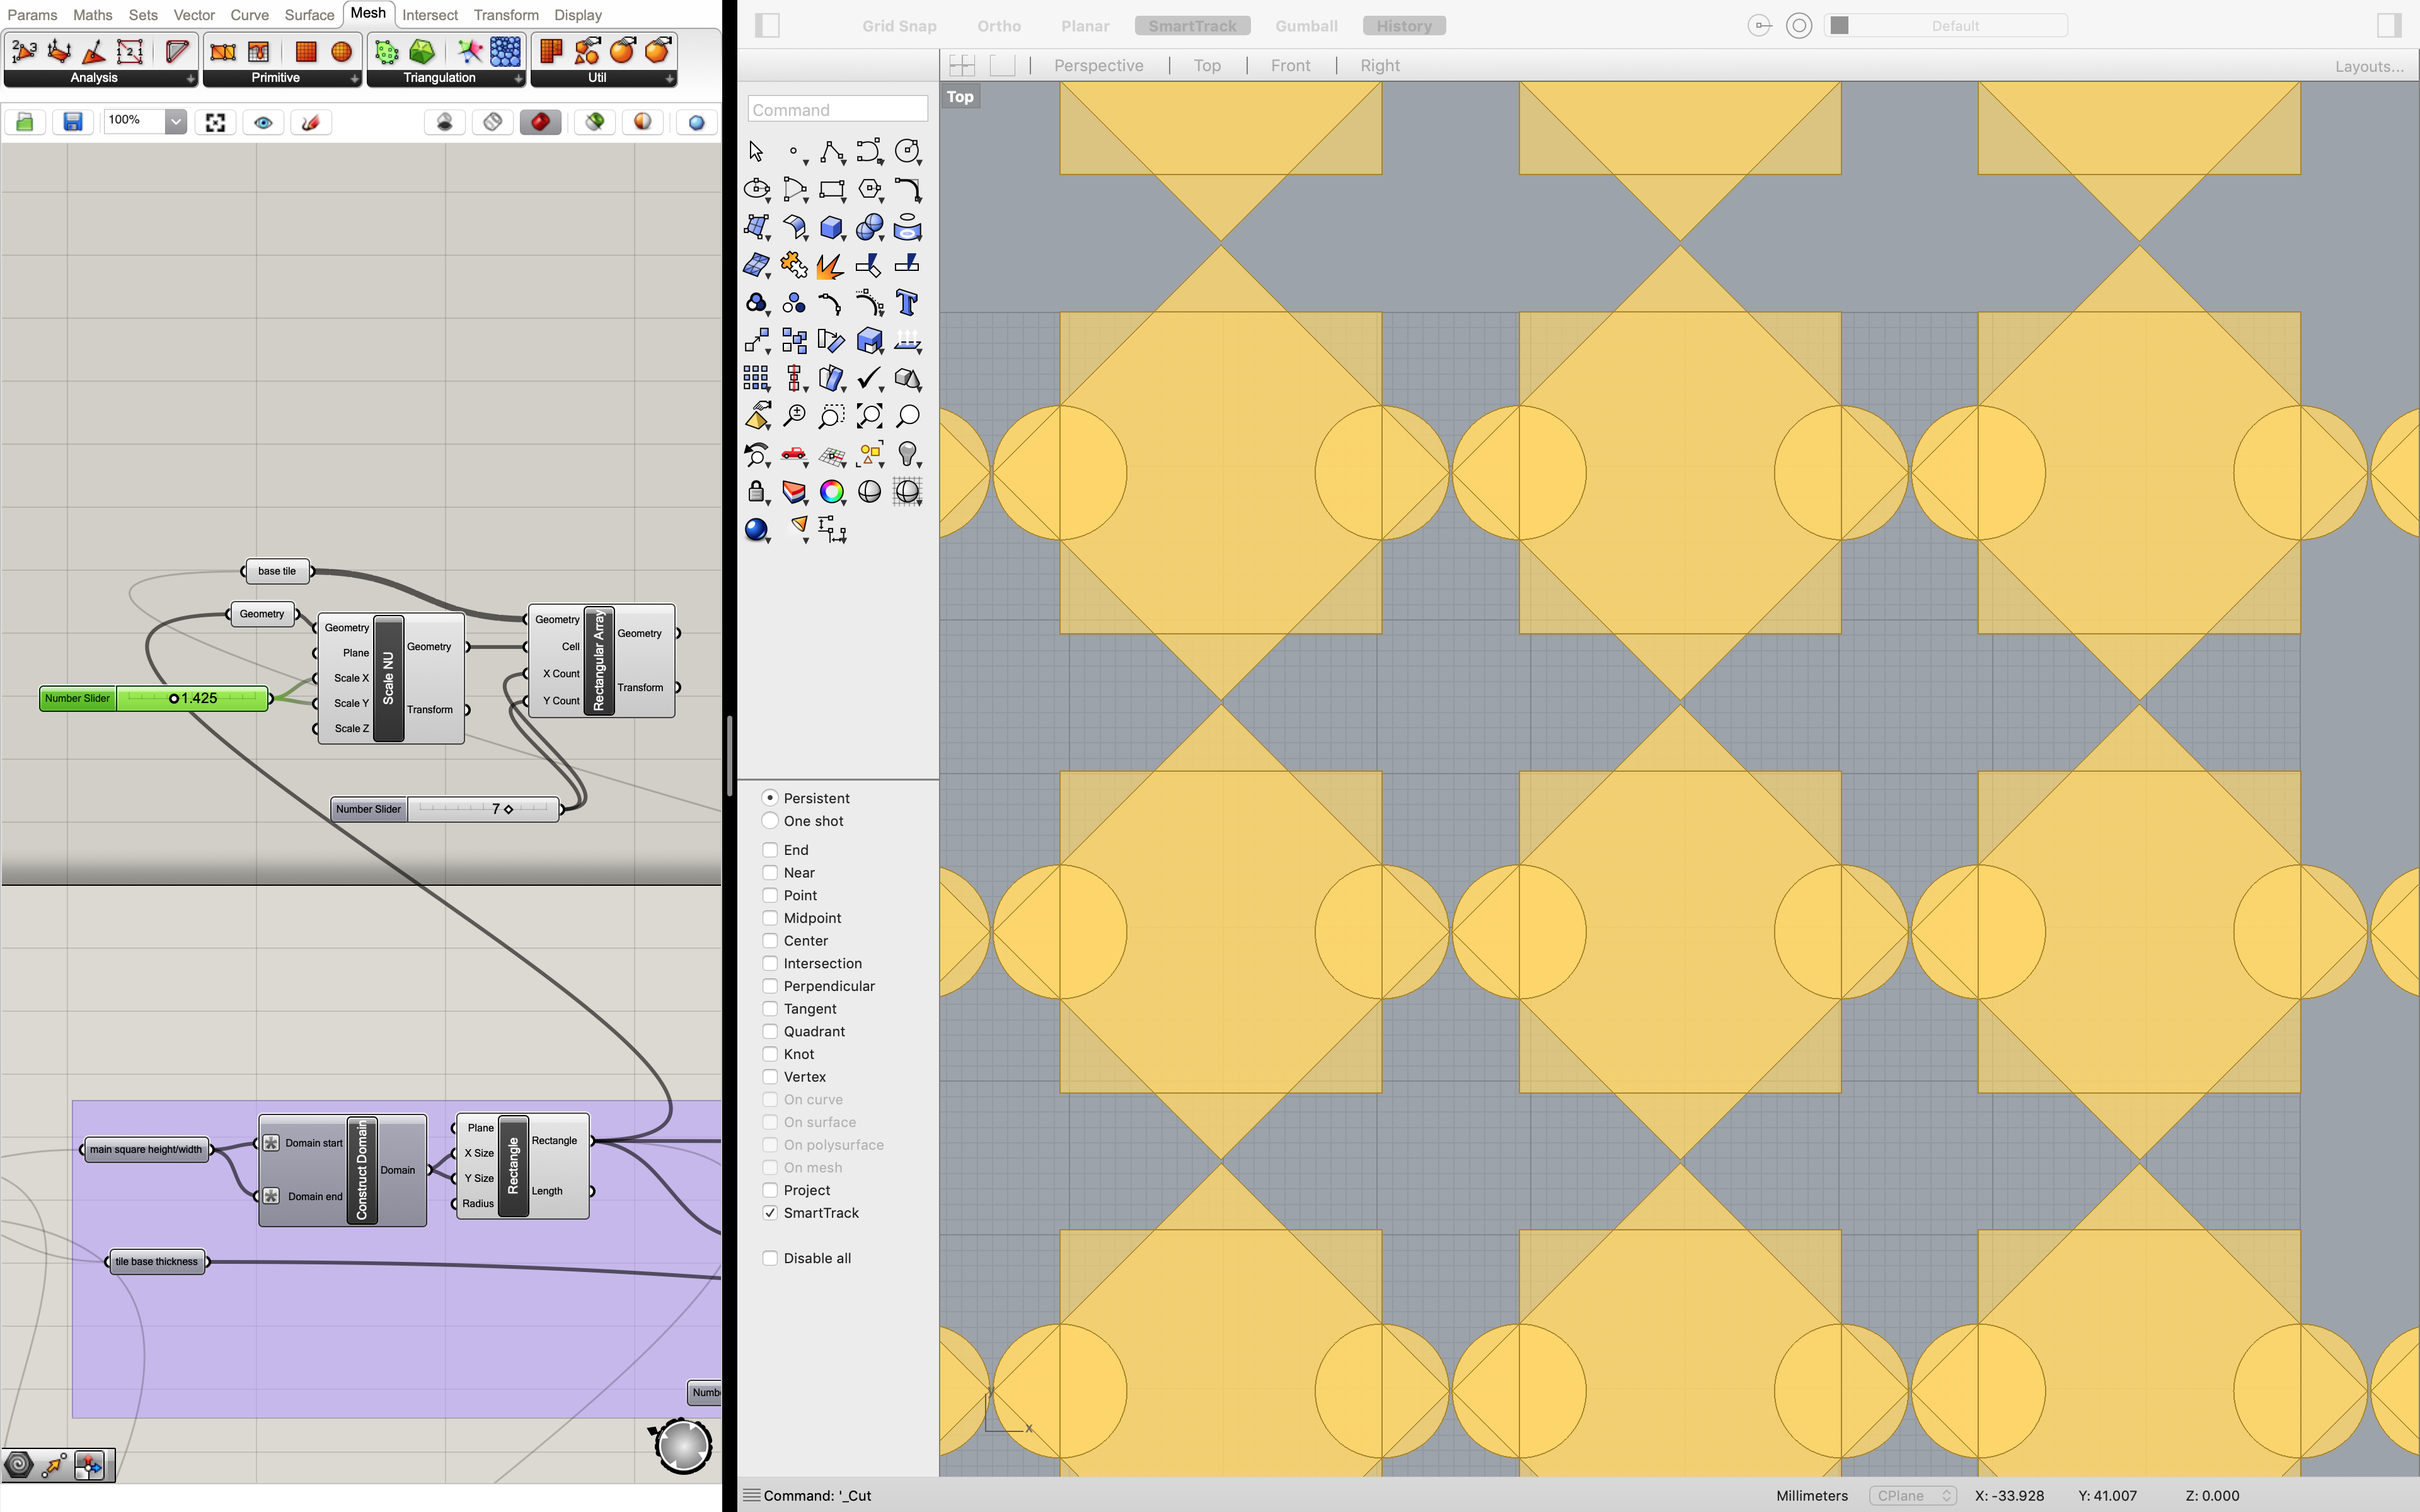 Params Maths Sets Vector Curve Surface Mesh Intersect Transform Display
Analysis Primitive Triangulation Util
100%
base tile
Geometry
Geometry
Plane
Scale X
Scale Y
Scale Z
Scale NU
Geometry
Transform
Geometry
Cell
X Count
Y Count
Rectangular Array
Geometry
Transform
Number Slider 1.425
Number Slider 7
main square height/width
Domain start
Domain end
Construct Domain
Domain
Plane
X Size
Y Size
Radius
Rectangle
Rectangle
Length
tile base thickness
Numb
Grid Snap Ortho Planar SmartTrack Gumball History Default
Perspective Top Front Right Layouts...
Top
Command
Persistent
One shot
End
Near
Point
Midpoint
Center
Intersection
Perpendicular
Tangent
Quadrant
Knot
Vertex
On curve
On surface
On polysurface
On mesh
Project
SmartTrack
Disable all
y
x
Command: '_Cut
Millimeters CPlane X: -33.928 Y: 41.007 Z: 0.000